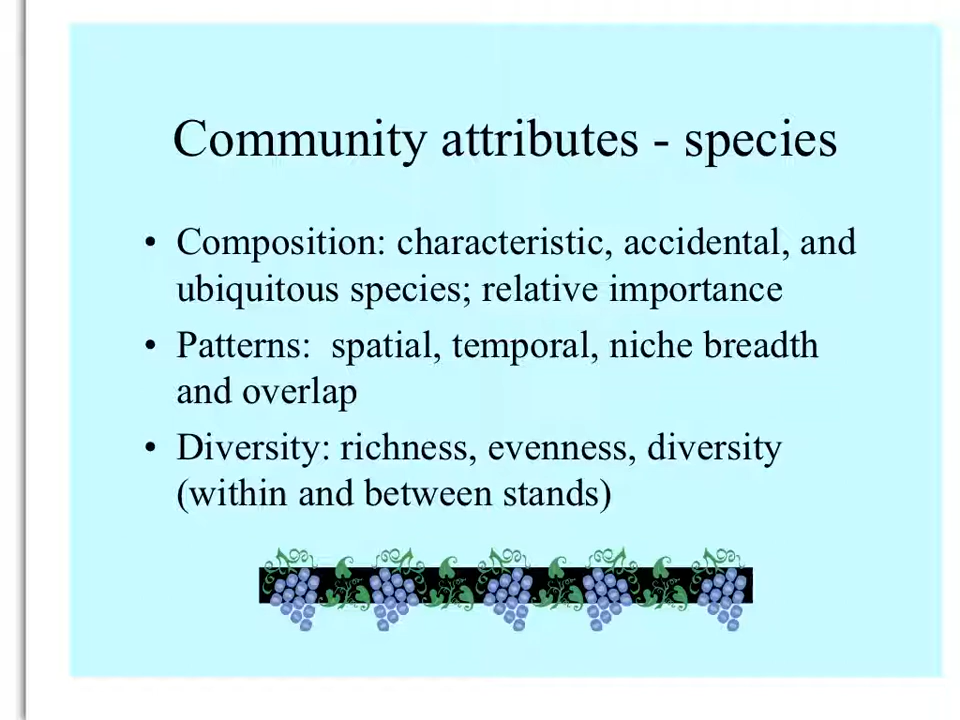 Community attributes - species
• Composition: characteristic, accidental, and
ubiquitous species; relative importance
• Patterns:  spatial, temporal, niche breadth
and overlap
• Diversity: richness, evenness, diversity
(within and between stands)